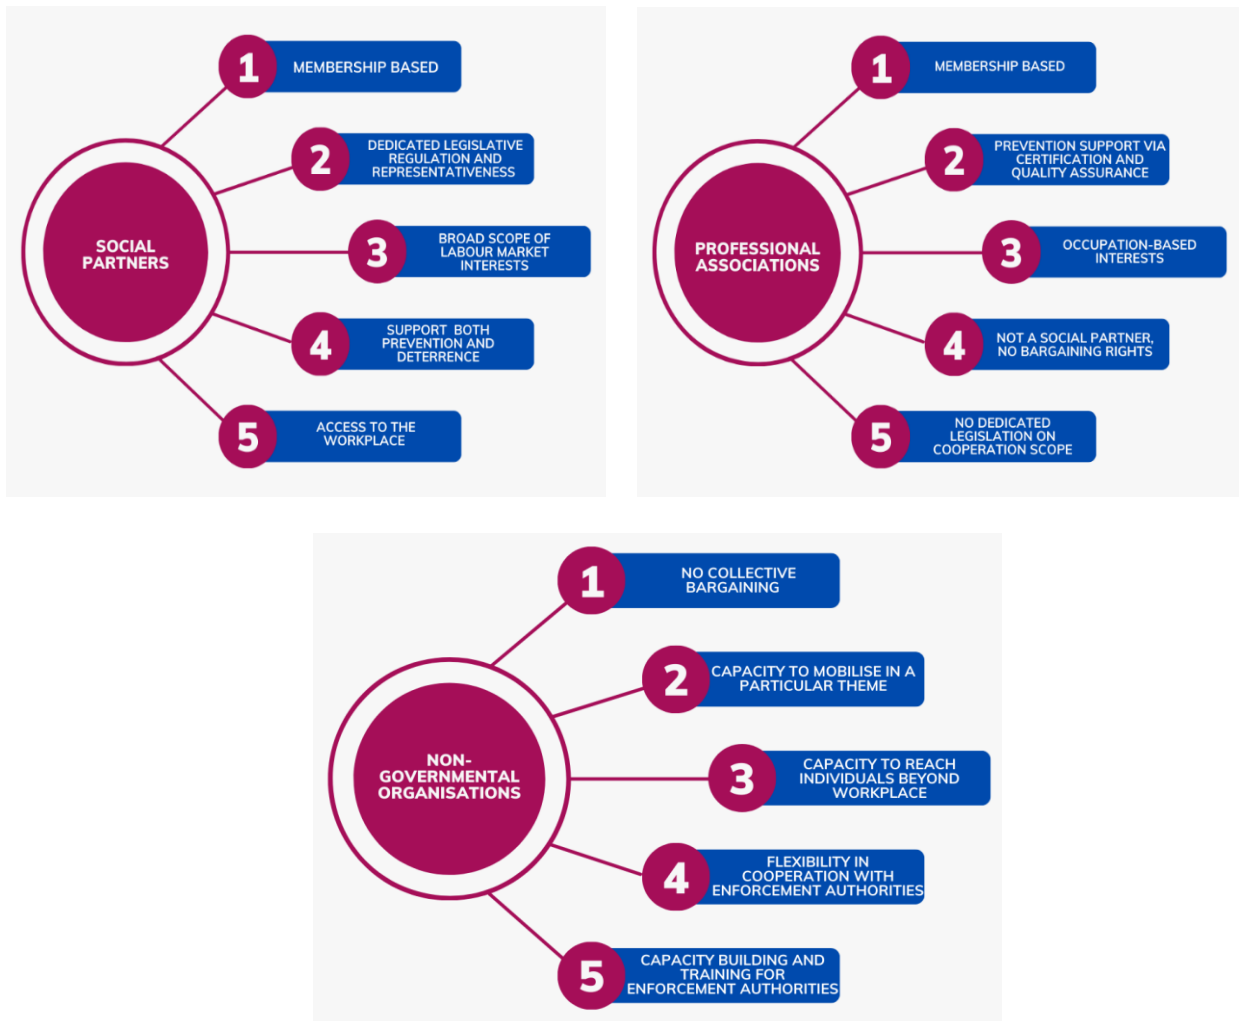 SOCIAL
PARTNERS
1
MEMBERSHIP BASED
2
DEDICATED LEGISLATIVE
REGULATION AND
REPRESENTATIVENESS
3
BROAD SCOPE OF
LABOUR MARKET
INTERESTS
4
SUPPORT BOTH
PREVENTION AND
DETERRENCE
5
ACCESS TO THE
WORKPLACE
PROFESSIONAL
ASSOCIATIONS
1
MEMBERSHIP BASED
2
PREVENTION SUPPORT VIA
CERTIFICATION AND
QUALITY ASSURANCE
3
OCCUPATION-BASED
INTERESTS
4
NOT A SOCIAL PARTNER,
NO BARGAINING RIGHTS
5
NO DEDICATED
LEGISLATION ON
COOPERATION SCOPE
NON-
GOVERNMENTAL
ORGANISATIONS
1
NO COLLECTIVE
BARGAINING
2
CAPACITY TO MOBILISE IN A
PARTICULAR THEME
3
CAPACITY TO REACH
INDIVIDUALS BEYOND
WORKPLACE
4
FLEXIBILITY IN
COOPERATION WITH
ENFORCEMENT AUTHORITIES
5
CAPACITY BUILDING AND
TRAINING FOR
ENFORCEMENT AUTHORITIES